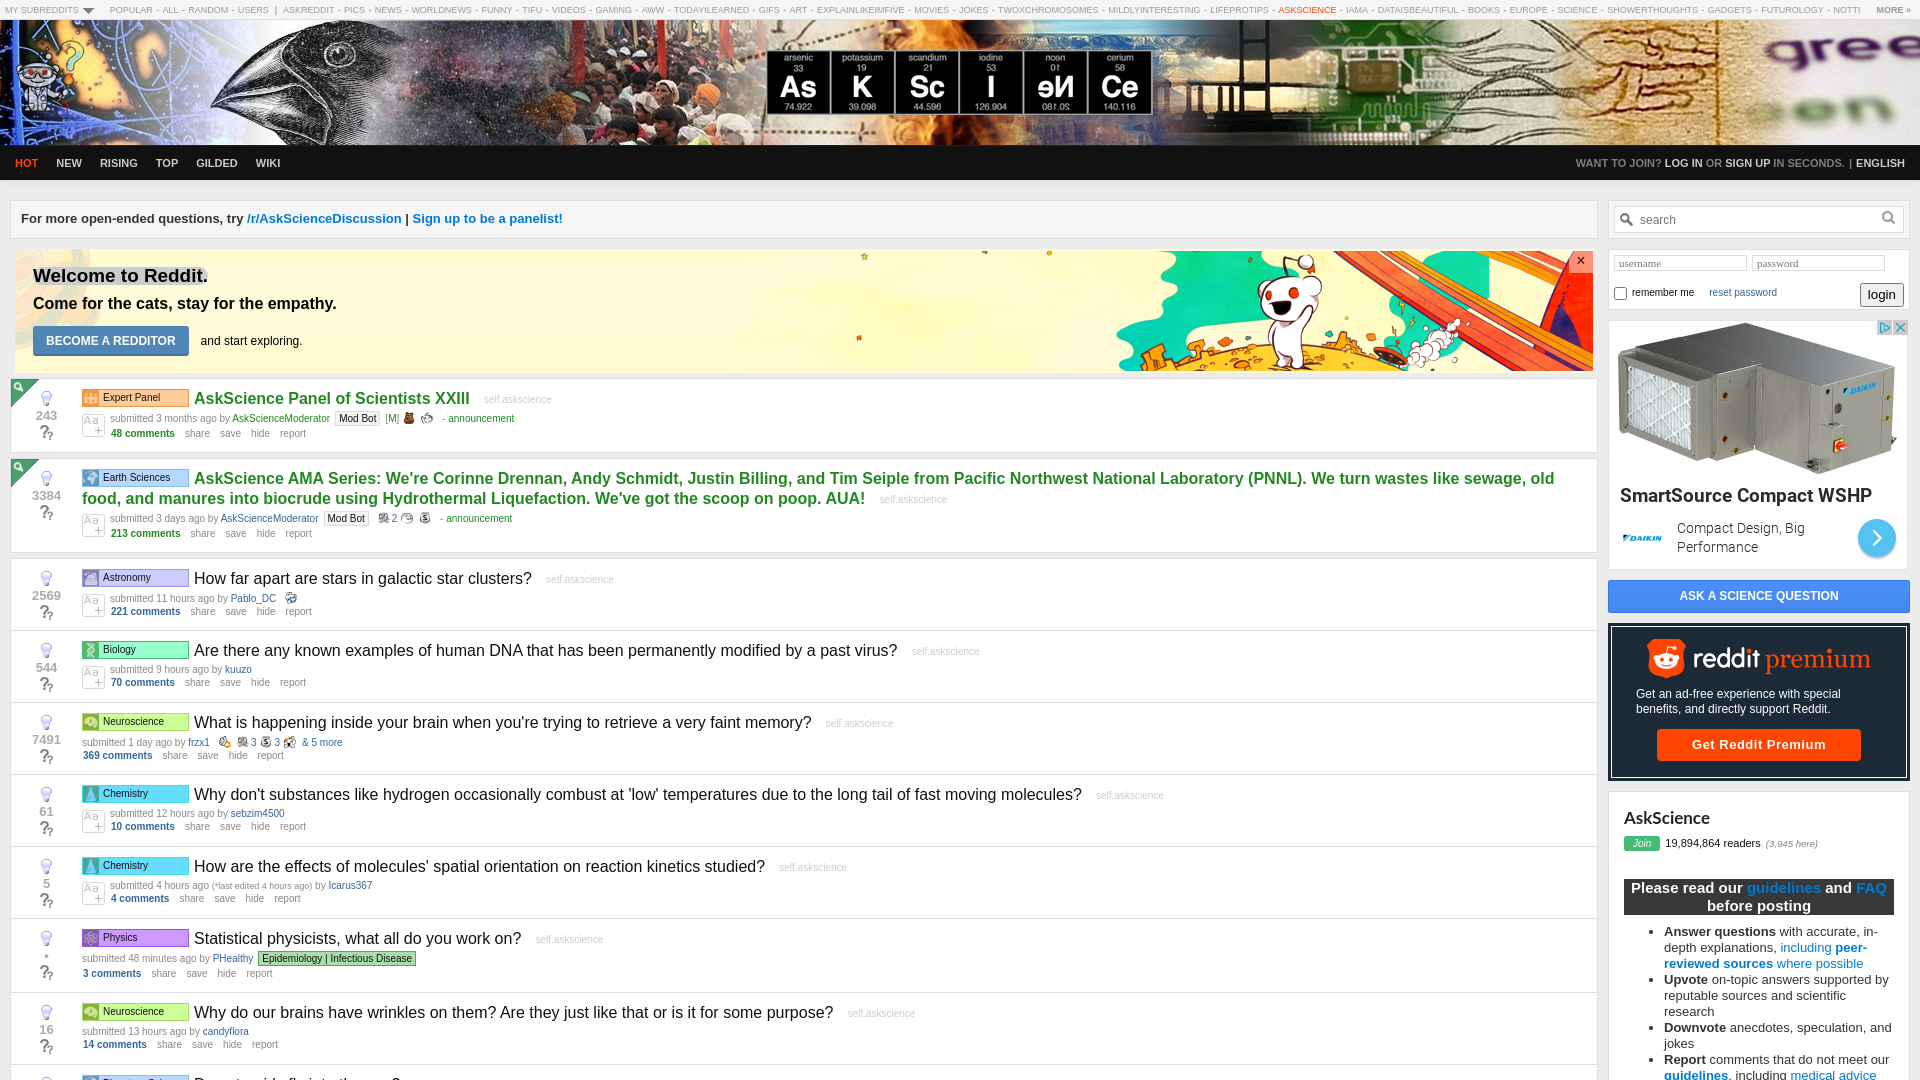 MY SUBREDDITS POPULAR - ALL - RANDOM - USERS | ASKREDDIT - PICS - NEWS - WORLDNEWS - FUNNY - TIFU - VIDEOS - GAMING - AWW - TODAYILEARNED - GIFS - ART - EXPLAINLIKEIMFIVE - MOVIES - JOKES - TWOXCHROMOSOMES - MILDLYINTERESTING - LIFEPROTIPS - ASKSCIENCE - IAMA - DATAISBEAUTIFUL - BOOKS - EUROPE - SCIENCE - SHOWERTHOUGHTS - GADGETS - FUTUROLOGY - NOTTI MORE »
arsenic potassium scandium iodine neon cerium
33 19 21 53 10 58
As K Sc I Ne Ce
74.922 39.098 44.596 126.904 20.180 140.116
gree
en
HOT NEW RISING TOP GILDED WIKI WANT TO JOIN? LOG IN OR SIGN UP IN SECONDS. | ENGLISH
For more open-ended questions, try /r/AskScienceDiscussion | Sign up to be a panelist!
Welcome to Reddit.
Come for the cats, stay for the empathy.
BECOME A REDDITOR and start exploring.
×
243
Expert Panel AskScience Panel of Scientists XXIII self.askscience
Aa+ submitted 3 months ago by AskScienceModerator Mod Bot [M] - announcement
48 comments share save hide report
3384
Earth Sciences AskScience AMA Series: We're Corinne Drennan, Andy Schmidt, Justin Billing, and Tim Seiple from Pacific Northwest National Laboratory (PNNL). We turn wastes like sewage, old
food, and manures into biocrude using Hydrothermal Liquefaction. We've got the scoop on poop. AUA! self.askscience
Aa+ submitted 3 days ago by AskScienceModerator Mod Bot 2 - announcement
213 comments share save hide report
2569
Astronomy How far apart are stars in galactic star clusters? self.askscience
Aa+ submitted 11 hours ago by Pablo_DC
221 comments share save hide report
544
Biology Are there any known examples of human DNA that has been permanently modified by a past virus? self.askscience
Aa+ submitted 9 hours ago by kuuzo
70 comments share save hide report
7491
Neuroscience What is happening inside your brain when you're trying to retrieve a very faint memory? self.askscience
submitted 1 day ago by frzx1 3 3 & 5 more
369 comments share save hide report
61
Chemistry Why don't substances like hydrogen occasionally combust at 'low' temperatures due to the long tail of fast moving molecules? self.askscience
Aa+ submitted 12 hours ago by sebzim4500
10 comments share save hide report
5
Chemistry How are the effects of molecules' spatial orientation on reaction kinetics studied? self.askscience
Aa+ submitted 4 hours ago (*last edited 4 hours ago) by Icarus367
4 comments share save hide report
•
Physics Statistical physicists, what all do you work on? self.askscience
submitted 48 minutes ago by PHealthy Epidemiology | Infectious Disease
3 comments share save hide report
16
Neuroscience Why do our brains have wrinkles on them? Are they just like that or is it for some purpose? self.askscience
submitted 13 hours ago by candyflora
14 comments share save hide report
search
username password
remember me reset password login
DAIKIN
SmartSource Compact WSHP
DAIKIN Compact Design, Big
Performance
ASK A SCIENCE QUESTION
reddit premium
Get an ad-free experience with special
benefits, and directly support Reddit.
Get Reddit Premium
AskScience
Join 19,894,864 readers (3,945 here)
Please read our guidelines and FAQ
before posting
• Answer questions with accurate, in-
depth explanations, including peer-
reviewed sources where possible
• Upvote on-topic answers supported by
reputable sources and scientific
research
• Downvote anecdotes, speculation, and
jokes
• Report comments that do not meet our
guidelines, including medical advice